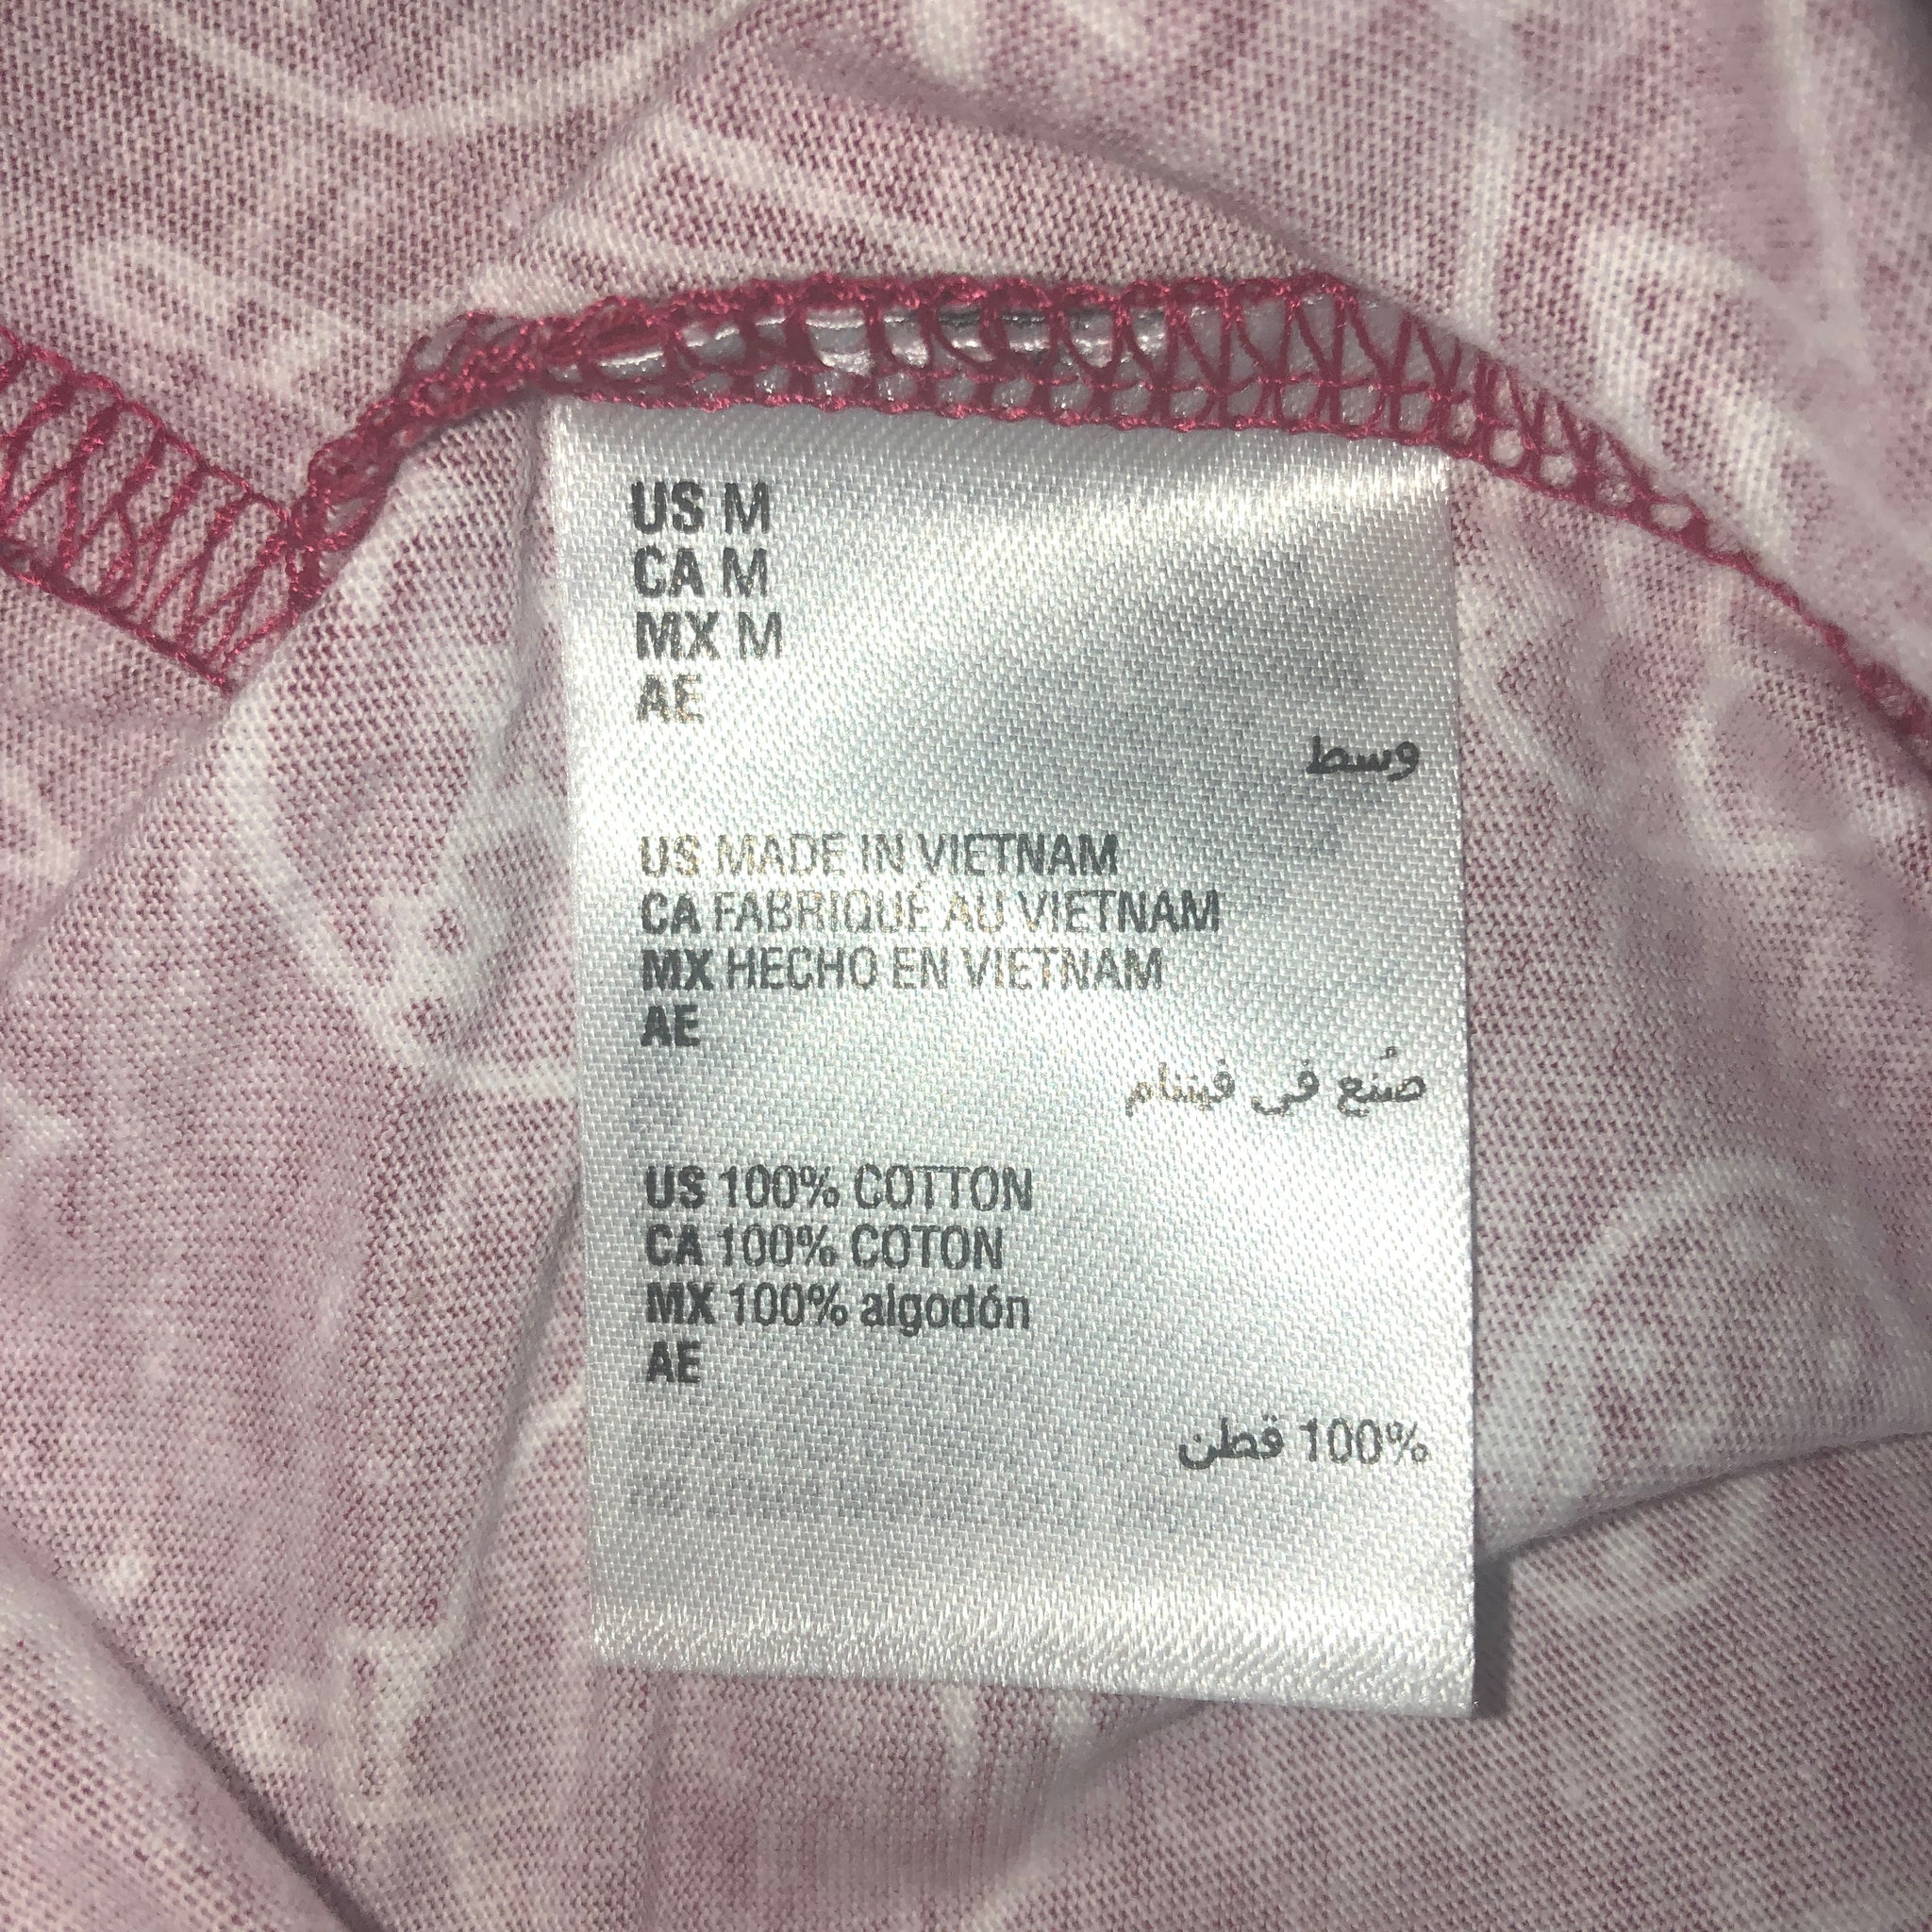 US M
CA M
MX M
AE
وسط
US MADE IN VIETNAM
CA FABRIQUÉ AU VIETNAM
MX HECHO EN VIETNAM
AE
صُنع في فيتنام
US 100% COTTON
CA 100% COTON
MX 100% algodón
AE
100% قطن